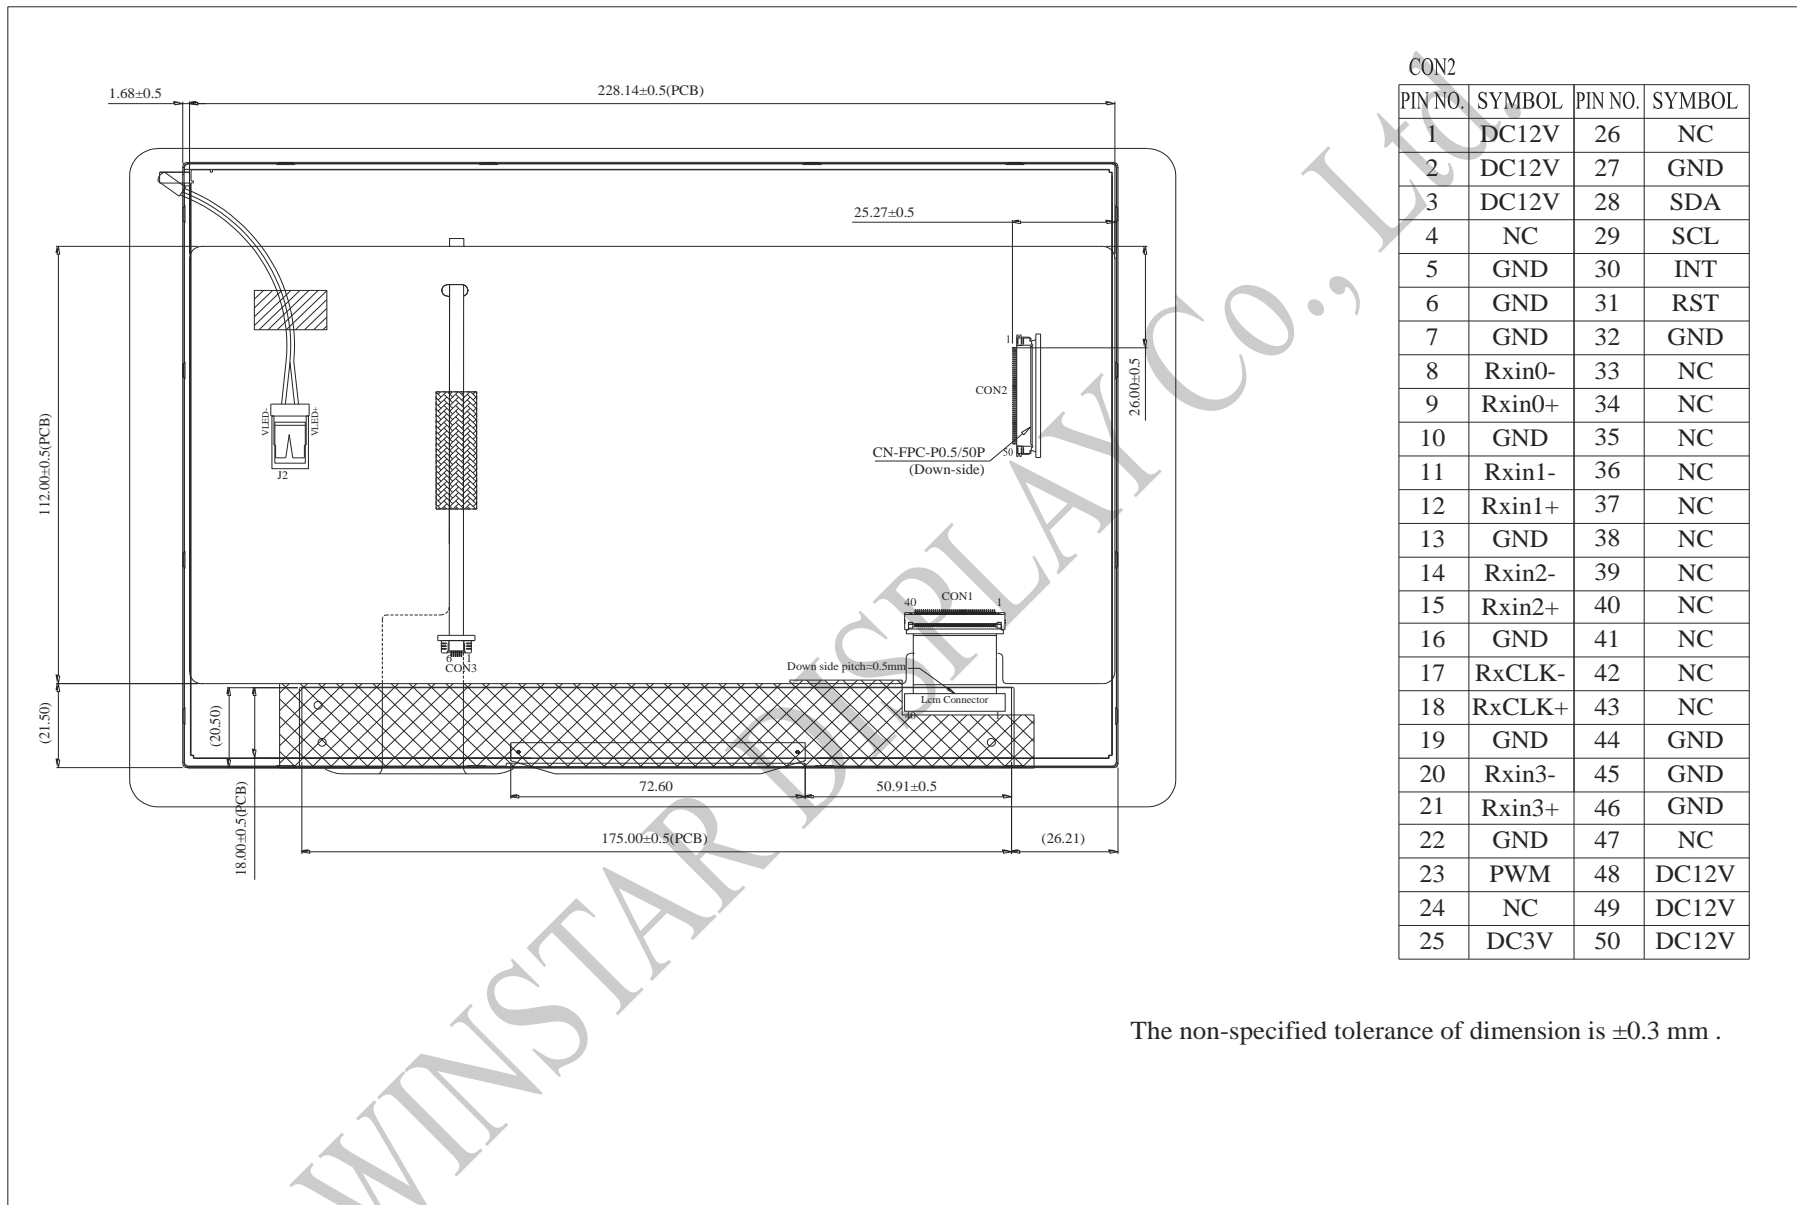 CON2
PIN NO. SYMBOL PIN NO. SYMBOL
1 DC12V 26 NC
2 DC12V 27 GND
3 DC12V 28 SDA
4 NC 29 SCL
5 GND 30 INT
6 GND 31 RST
7 GND 32 GND
8 Rxin0- 33 NC
9 Rxin0+ 34 NC
10 GND 35 NC
11 Rxin1- 36 NC
12 Rxin1+ 37 NC
13 GND 38 NC
14 Rxin2- 39 NC
15 Rxin2+ 40 NC
16 GND 41 NC
17 RxCLK- 42 NC
18 RxCLK+ 43 NC
19 GND 44 GND
20 Rxin3- 45 GND
21 Rxin3+ 46 GND
22 GND 47 NC
23 PWM 48 DC12V
24 NC 49 DC12V
25 DC3V 50 DC12V
1.68±0.5
228.14±0.5(PCB)
25.27±0.5
26.00±0.5
1
CON2
50
CN-FPC-P0.5/50P
(Down-side)
112.00±0.5(PCB)
VLED-
VLED+
J2
6 1
CON3
40 CON1 1
Down side pitch=0.5mm
Lcm Connector
40 1
(21.50)
(20.50)
18.00±0.5(PCB)
72.60
50.91±0.5
175.00±0.5(PCB)
(26.21)
The non-specified tolerance of dimension is ±0.3 mm .
WINSTAR DISPLAY Co., Ltd.